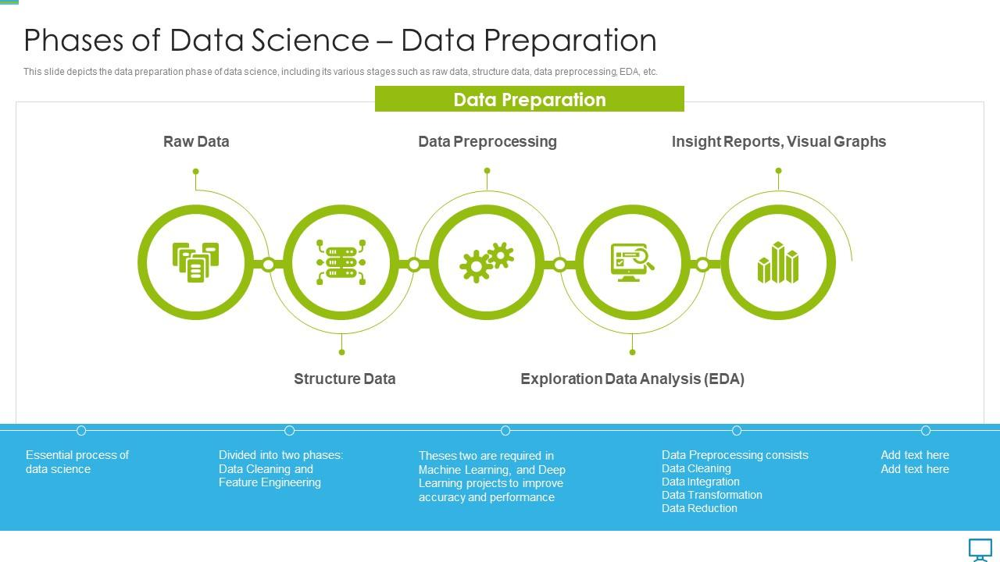 Phases of Data Science – Data Preparation
This slide depicts the data preparation phase of data science, including its various stages such as raw data, structure data, data preprocessing, EDA, etc.
Data Preparation
Raw Data
Data Preprocessing
Insight Reports, Visual Graphs
Structure Data
Exploration Data Analysis (EDA)
Essential process of
data science
Divided into two phases:
Data Cleaning and
Feature Engineering
Theses two are required in
Machine Learning, and Deep
Learning projects to improve
accuracy and performance
Data Preprocessing consists
Data Cleaning
Data Integration
Data Transformation
Data Reduction
Add text here
Add text here